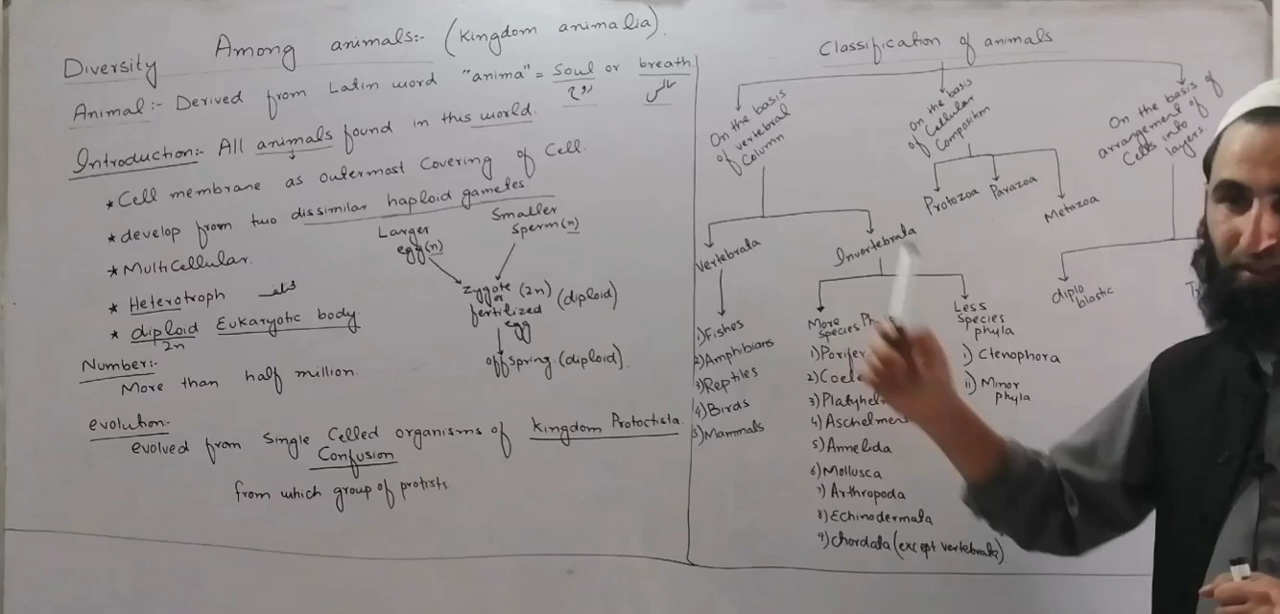 Diversity Among animals:- (Kingdom animalia)
Animal:- Derived from Latin word "anima" = Soul or breath
روح
سانس
Introduction:- All animals found in this world.
* Cell membrane as outermost Covering of Cell.
* develop from two dissimilar haploid gametes.
Larger egg(n)
Smaller Sperm(n)
* Multicellular.
Zygote (2n) (diploid)
or
fertilized
egg
* Heterotroph
* diploid Eukaryotic body
2n
offspring (diploid).
Number:-
More than half million.
evolution:-
evolved from Single Celled organisms of Kingdom Protoctista.
Confusion
from which group of protists
Classification of animals
On the basis
of vertebral
Column
Vertebrata
1) Fishes
2) Amphibians
3) Reptiles
4) Birds
5) Mammals
Invertebrata
More
Species
1) Porifer
2) Coele
3) Platyhel
4) Aschelmen
5) Annelida
6) Mollusca
7) Arthropoda
8) Echinodermata
9) chordata (except vertebrata)
Less
Species
phyla
i) Ctenophora
ii) Minor
phyla
On the basis
of Cellular
Composition
Protozoa
Parazoa
Metazoa
On the basis of
arrangement of
Cells into
layers.
diplo
blastic